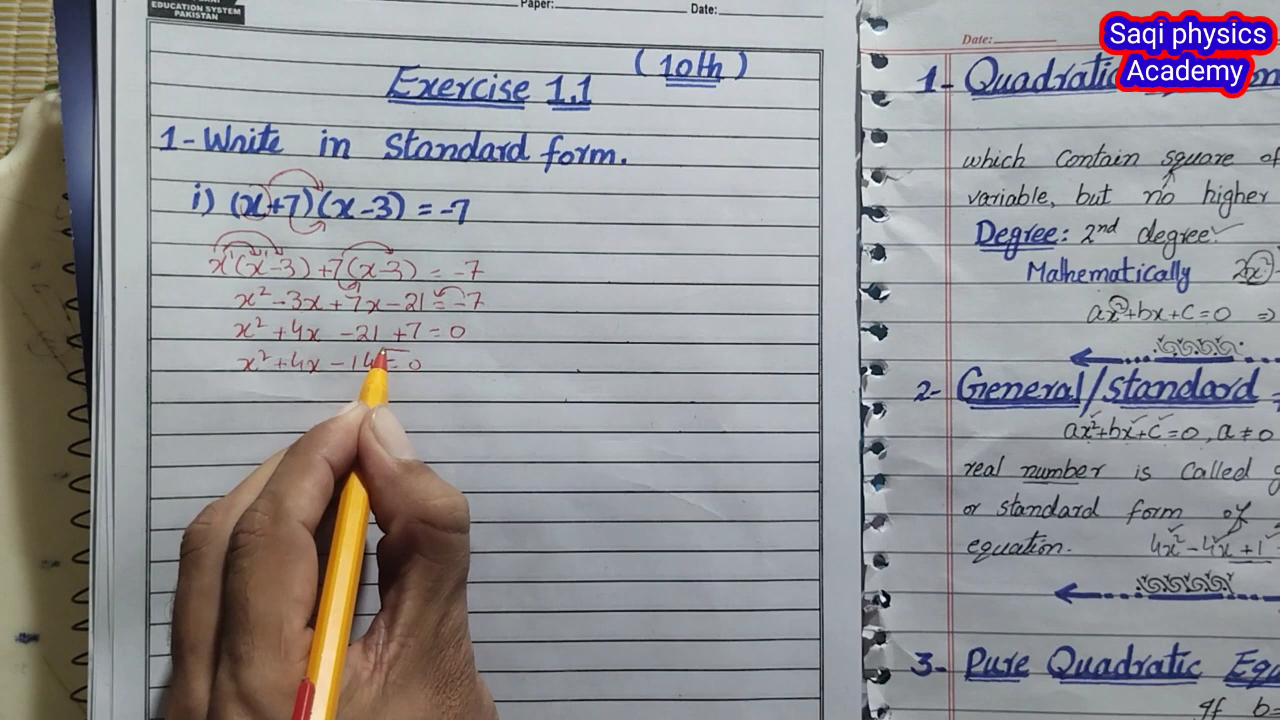 EDUCATION SYSTEM
PAKISTAN
Paper:
Date:
Exercise 1.1
(10th)
1- Write in Standard form.
i) (x+7)(x-3) = -7
x(x-3) +7(x-3) = -7
x² -3x +7x -21 = -7
x² +4x -21 +7 = 0
x² +4x -14 = 0
Saqi physics
Academy
Date:
1- Quadratic
which contain square of
variable, but no higher
Degree: 2nd degree
Mathematically 2x²
ax²+bx+c=0 ⇒
2- General/standard
ax²+bx+c=0, a≠0
real number is called
or standard form of
equation. 4x²-4x+1
3- Pure Quadratic
If b=